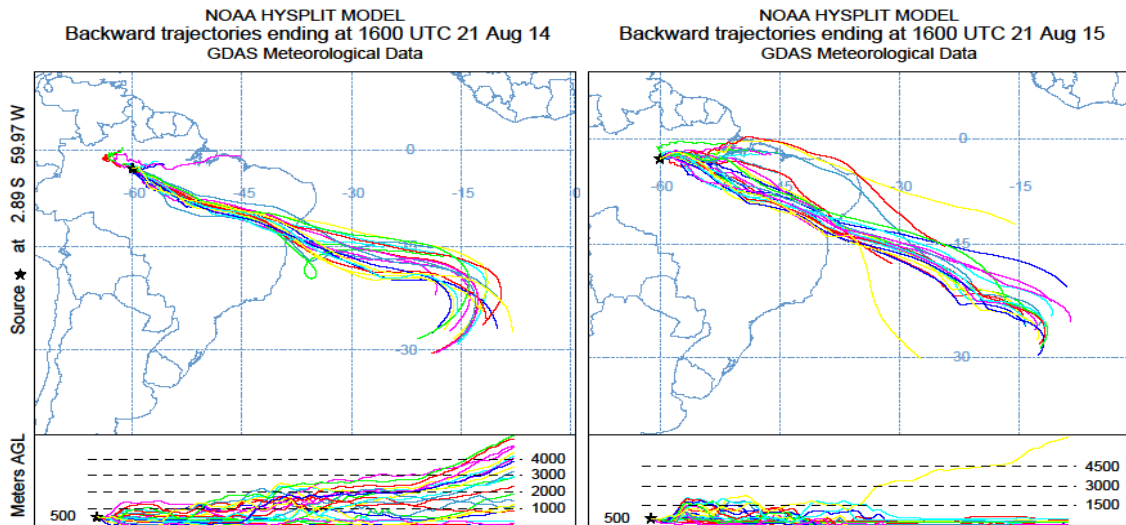 NOAA HYSPLIT MODEL
Backward trajectories ending at 1600 UTC 21 Aug 14
GDAS Meteorological Data
Source ★ at 2.89 S 59.97 W
0
-60 -45 -30 -15 0
-15
-30
Meters AGL
500
4000
3000
2000
1000
NOAA HYSPLIT MODEL
Backward trajectories ending at 1600 UTC 21 Aug 15
GDAS Meteorological Data
0
-60 -45 -30 -15
-15
-30
500
4500
3000
1500